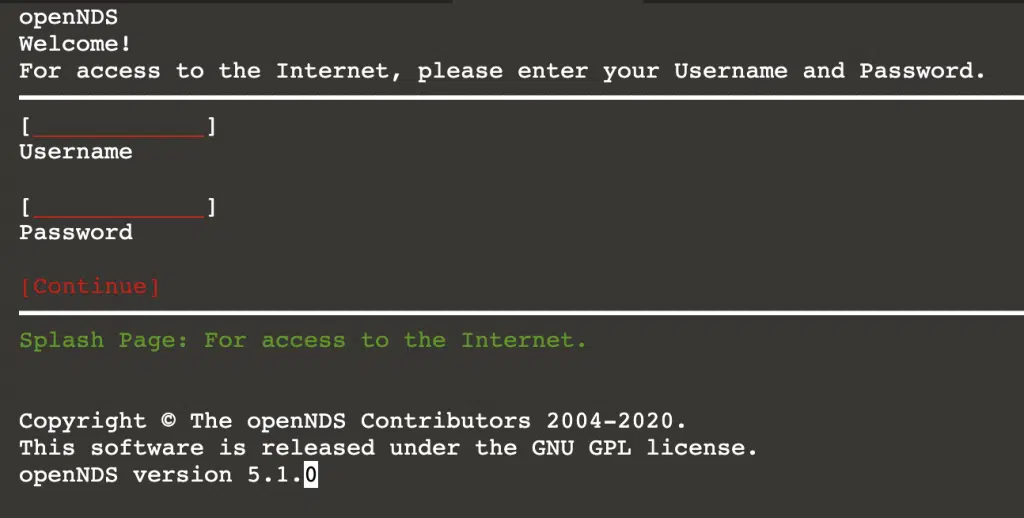 openNDS
Welcome!
For access to the Internet, please enter your Username and Password.
[____________]
Username
[____________]
Password
[Continue]
Splash Page: For access to the Internet.
Copyright © The openNDS Contributors 2004-2020.
This software is released under the GNU GPL license.
openNDS version 5.1.0